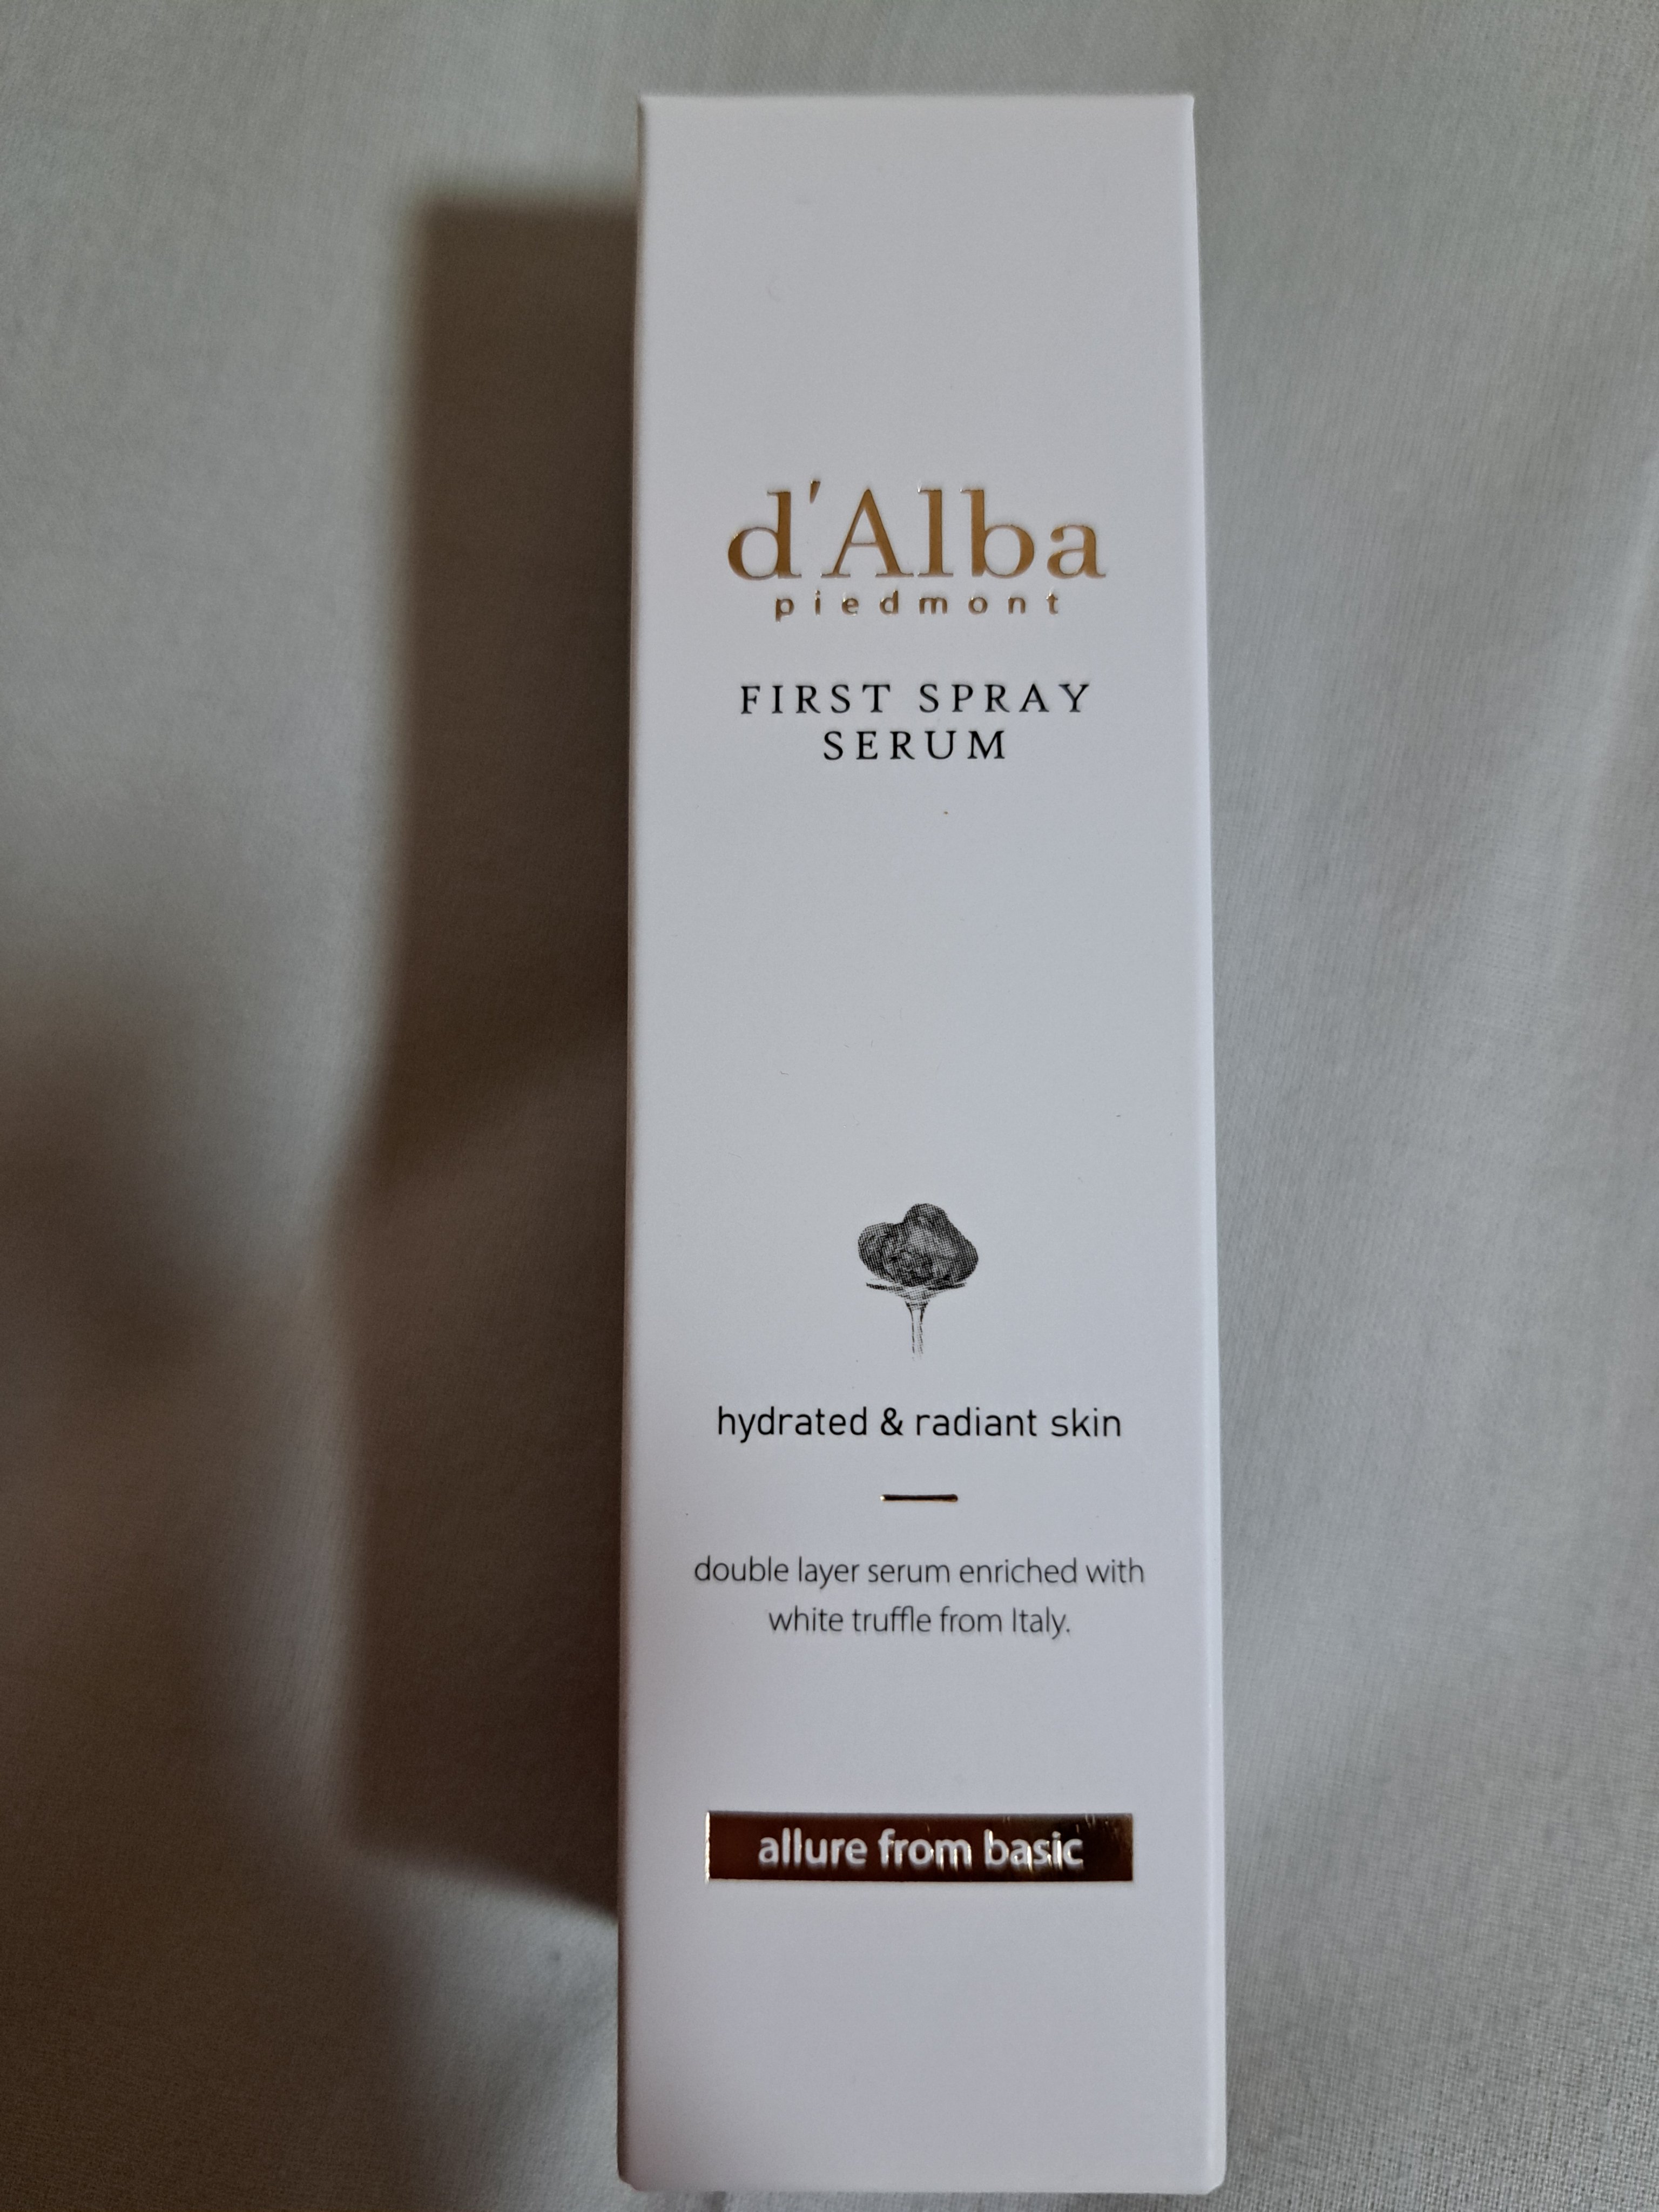 d'Alba
piedmont
FIRST SPRAY
SERUM
hydrated & radiant skin
double layer serum enriched with
white truffle from Italy.
allure from basic